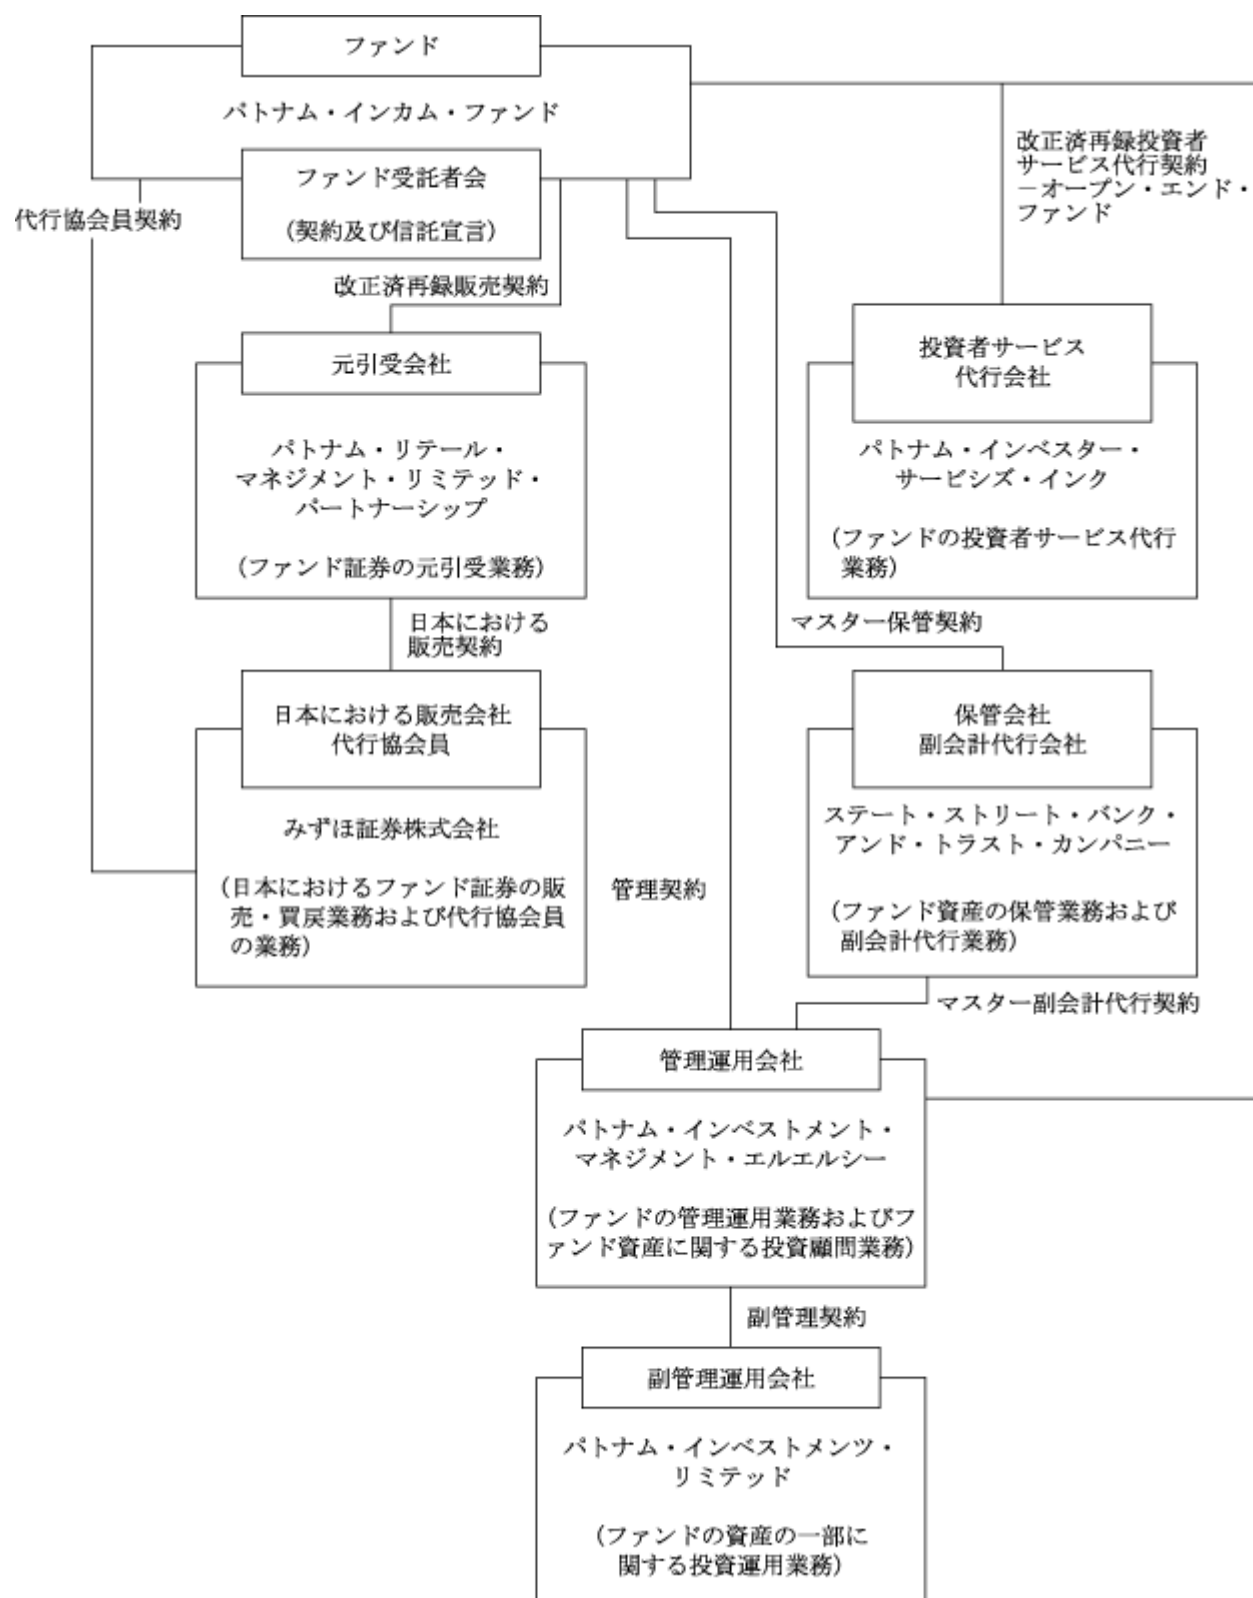 ファンド
パトナム・インカム・ファンド
ファンド受託者会
(契約及び信託宣言)
代行協会員契約
改正済再録投資者
サービス代行契約
－オープン・エンド・
ファンド
改正済再録販売契約
元引受会社
パトナム・リテール・
マネジメント・リミテッド・
パートナーシップ
(ファンド証券の元引受業務)
投資者サービス
代行会社
パトナム・インベスター・
サービシズ・インク
(ファンドの投資者サービス代行
業務)
日本における
販売契約
マスター保管契約
日本における販売会社
代行協会員
みずほ証券株式会社
(日本におけるファンド証券の販
売・買戻業務および代行協会員
の業務)
保管会社
副会計代行会社
ステート・ストリート・バンク・
アンド・トラスト・カンパニー
(ファンド資産の保管業務および
副会計代行業務)
管理契約
マスター副会計代行契約
管理運用会社
パトナム・インベストメント・
マネジメント・エルエルシー
(ファンドの管理運用業務およびフ
ァンド資産に関する投資顧問業務)
副管理契約
副管理運用会社
パトナム・インベストメンツ・
リミテッド
(ファンドの資産の一部に
関する投資運用業務)